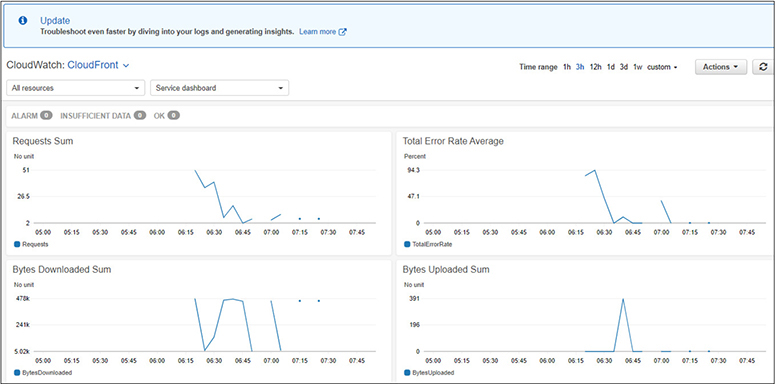 Update
Troubleshoot even faster by diving into your logs and generating insights. Learn more
CloudWatch: CloudFront
Time range 1h 3h 12h 1d 3d 1w custom Actions
All resources Service dashboard
ALARM 0 INSUFFICIENT DATA 0 OK 0
Requests Sum
No unit
51
26.5
2
05:00 05:15 05:30 05:45 06:00 06:15 06:30 06:45 07:00 07:15 07:30 07:45
Requests
Total Error Rate Average
Percent
94.3
47.1
0
05:00 05:15 05:30 05:45 06:00 06:15 06:30 06:45 07:00 07:15 07:30 07:45
TotalErrorRate
Bytes Downloaded Sum
No unit
478k
241k
5.02k
05:00 05:15 05:30 05:45 06:00 06:15 06:30 06:45 07:00 07:15 07:30 07:45
BytesDownloaded
Bytes Uploaded Sum
No unit
391
196
0
05:00 05:15 05:30 05:45 06:00 06:15 06:30 06:45 07:00 07:15 07:30 07:45
BytesUploaded